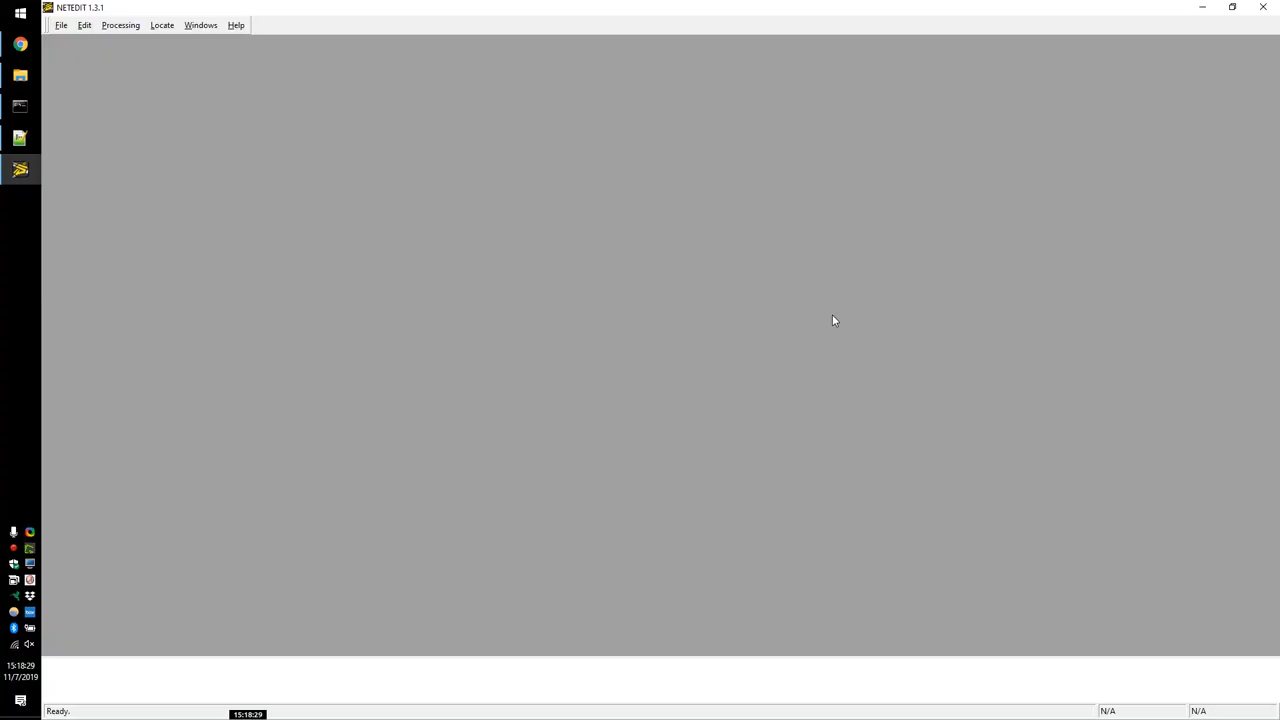 NETEDIT 1.3.1
File Edit Processing Locate Windows Help
15:18:29
11/7/2019
Ready.
15:18:29
N/A
N/A